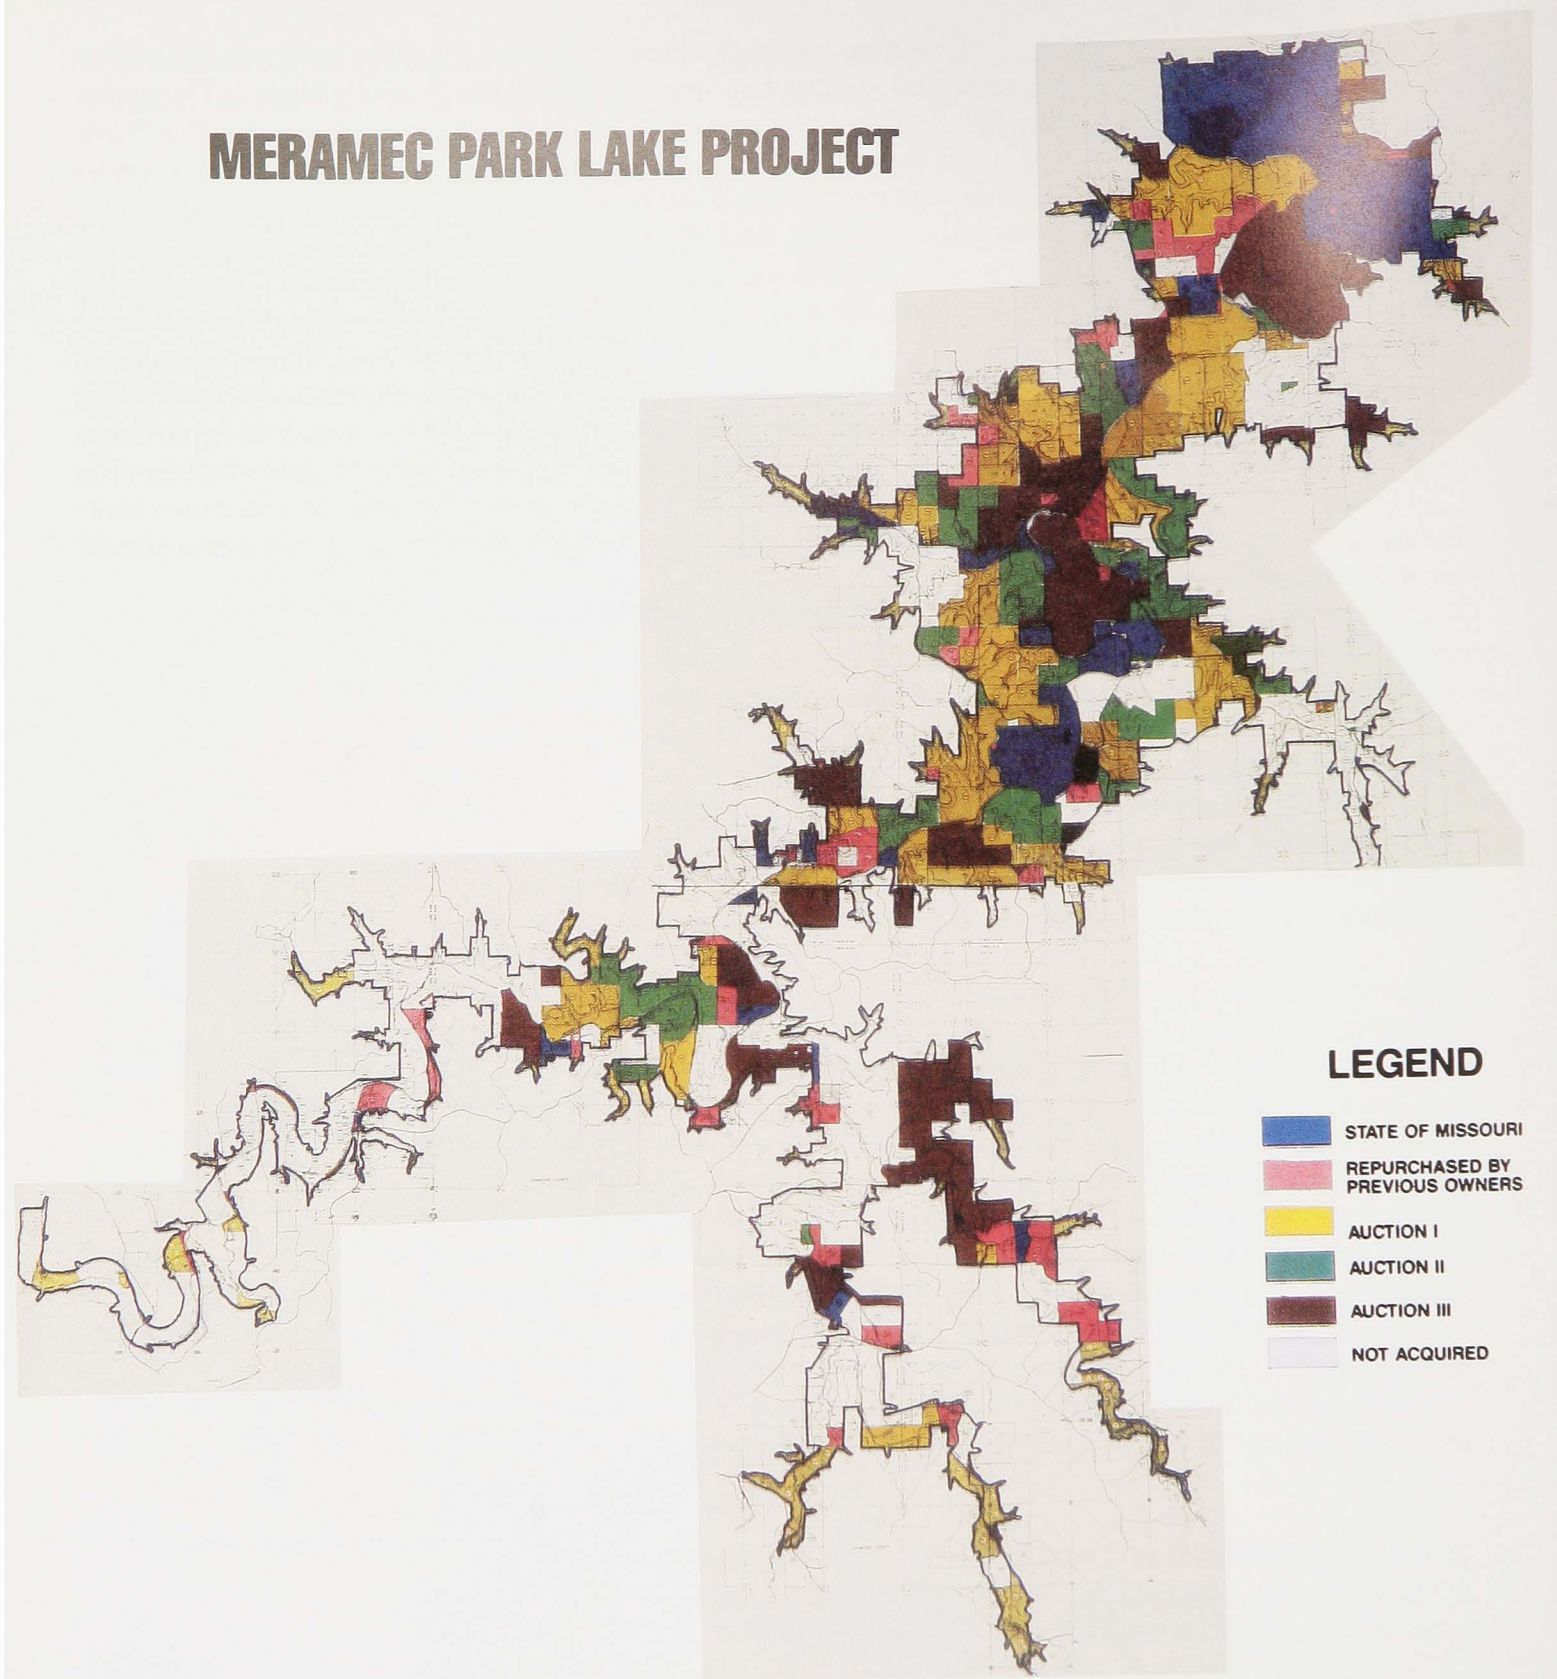 MERAMEC PARK LAKE PROJECT
LEGEND
STATE OF MISSOURI
REPURCHASED BY
PREVIOUS OWNERS
AUCTION I
AUCTION II
AUCTION III
NOT ACQUIRED